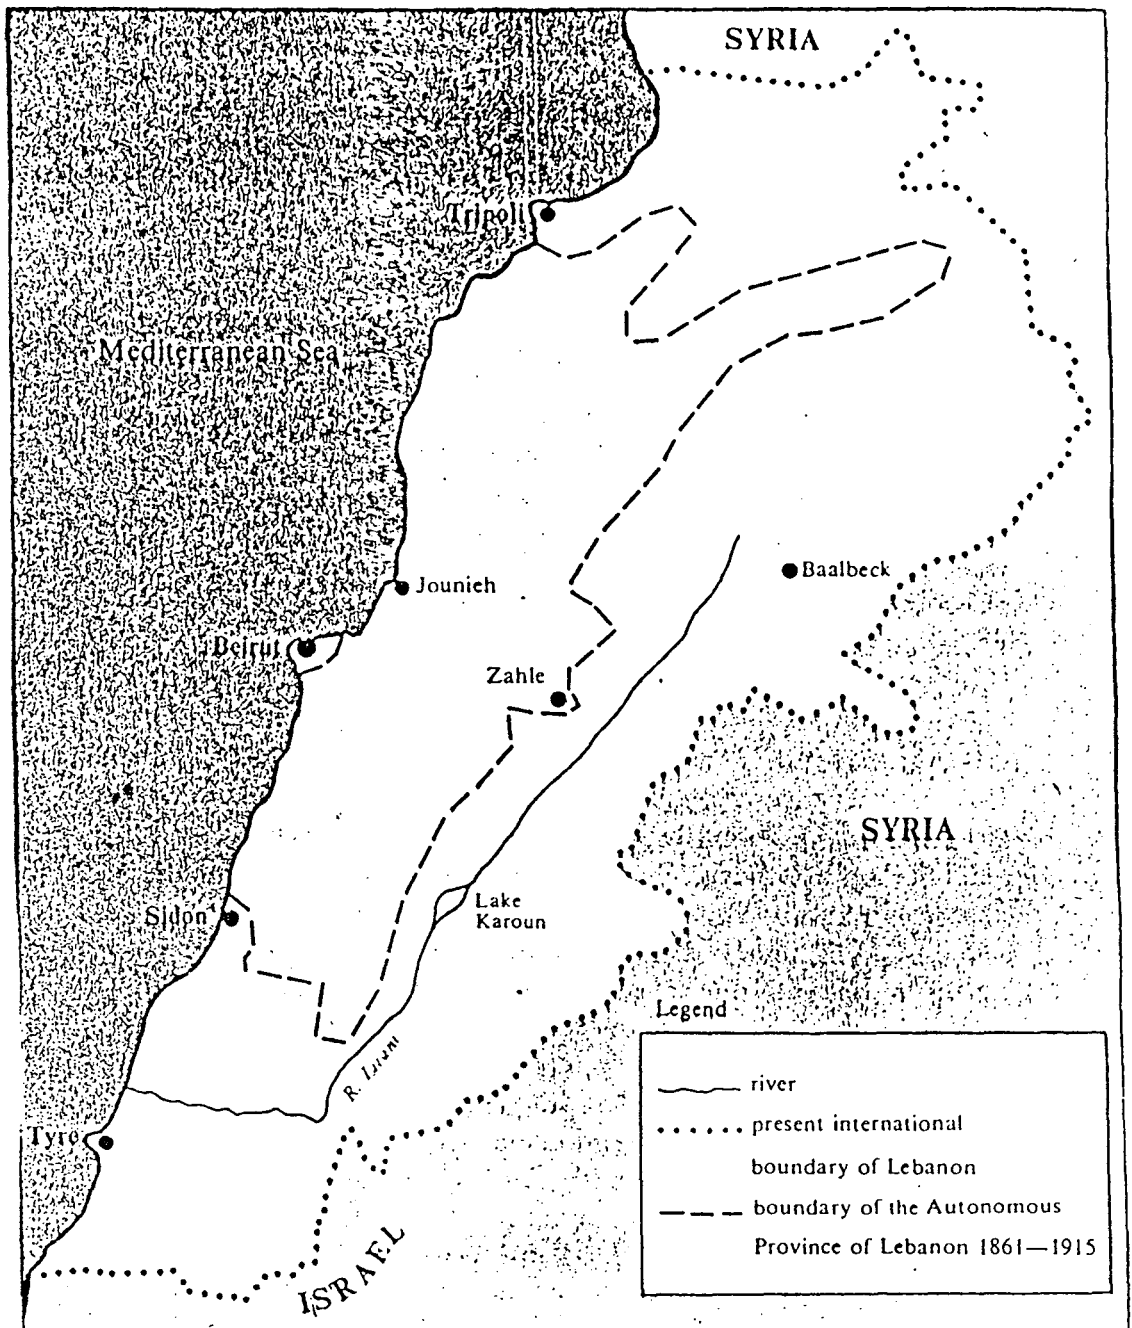 SYRIA
Tripoli
Mediterranean Sea
Baalbeck
Jounieh
Beirut
Zahle
SYRIA
Lake
Karoun
Sidon
Legend
R. Litani
river
present international
boundary of Lebanon
Tyre
boundary of the Autonomous
Province of Lebanon 1861—1915
ISRAEL